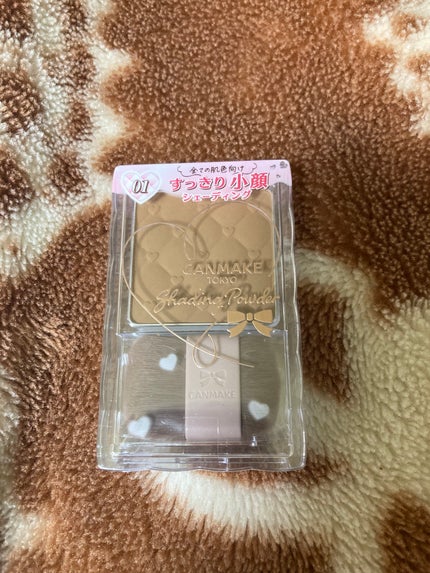 01
全ての肌色向け
すっきり小顔
シェーディング
CANMAKE
TOKYO
Shading Powder
CANMAKE